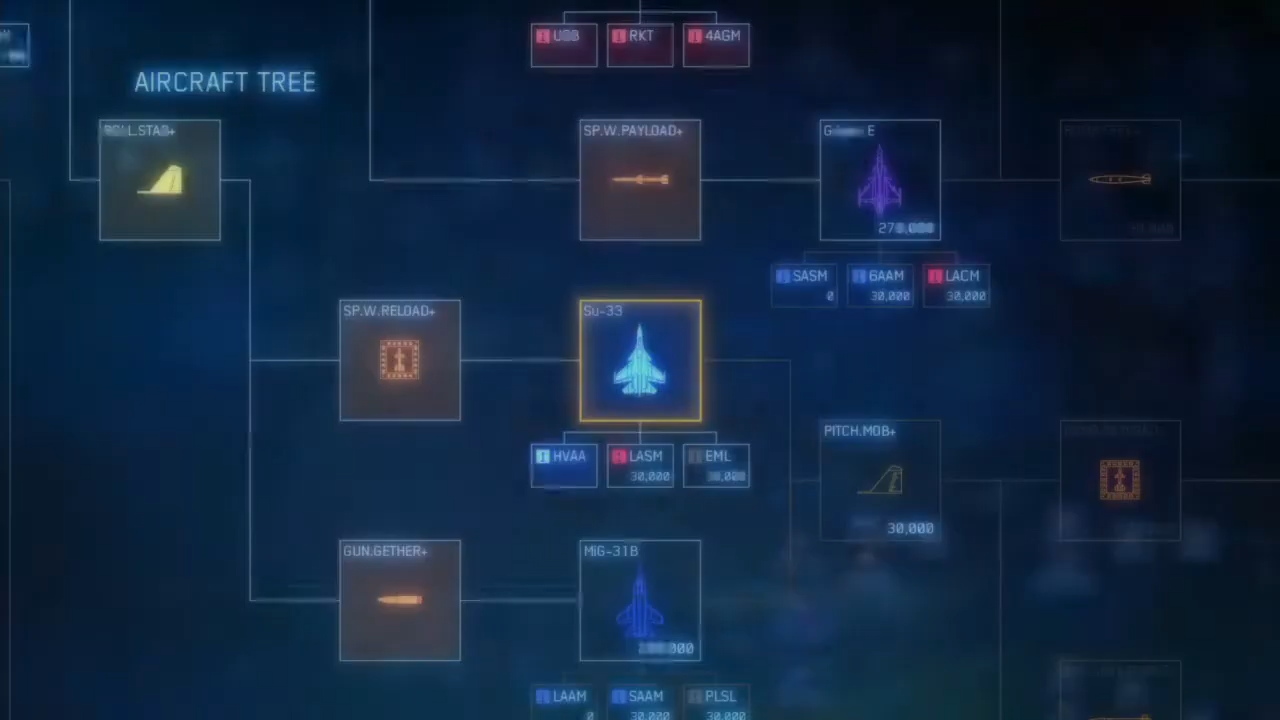 RKT
4AGM
AIRCRAFT TREE
SP.W.PAYLOAD+
SASM
0
6AAM
30,000
LACM
30,000
SP.W.RELOAD+
Su-33
HVAA
LASM
30,000
EML
PITCH.MOB+
30,000
GUN.GETHER+
MiG-31B
LAAM
0
SAAM
30,000
PLSL
30,000